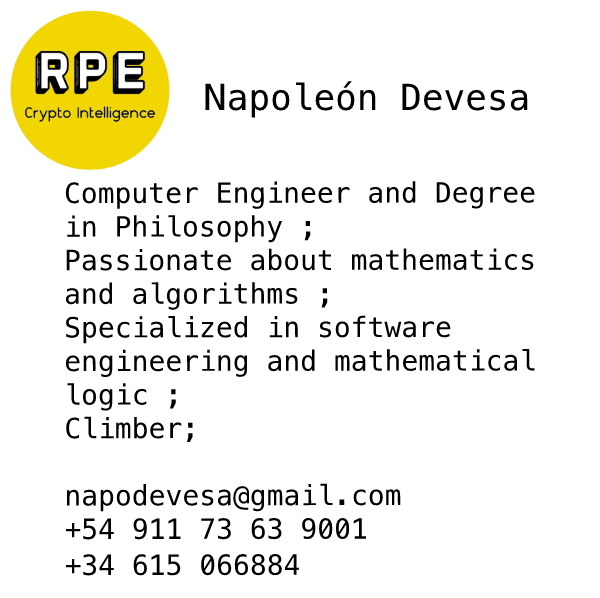 RPE
Crypto Intelligence
Napoleón Devesa
Computer Engineer and Degree
in Philosophy ;
Passionate about mathematics
and algorithms ;
Specialized in software
engineering and mathematical
logic ;
Climber;
napodevesa@gmail.com
+54 911 73 63 9001
+34 615 066884